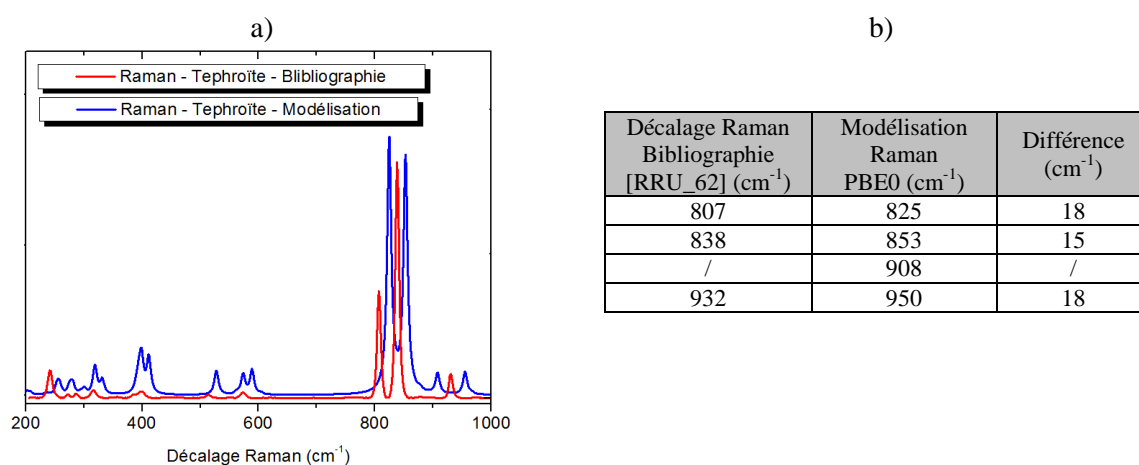 a)
Raman - Tephroïte - Blibliographie
Raman - Tephroïte - Modélisation
200
400
600
800
1000
Décalage Raman (cm-1)
b)
Décalage Raman
Bibliographie
[RRU_62] (cm-1)
Modélisation
Raman
PBE0 (cm-1)
Différence
(cm-1)
807 825 18
838 853 15
/ 908 /
932 950 18